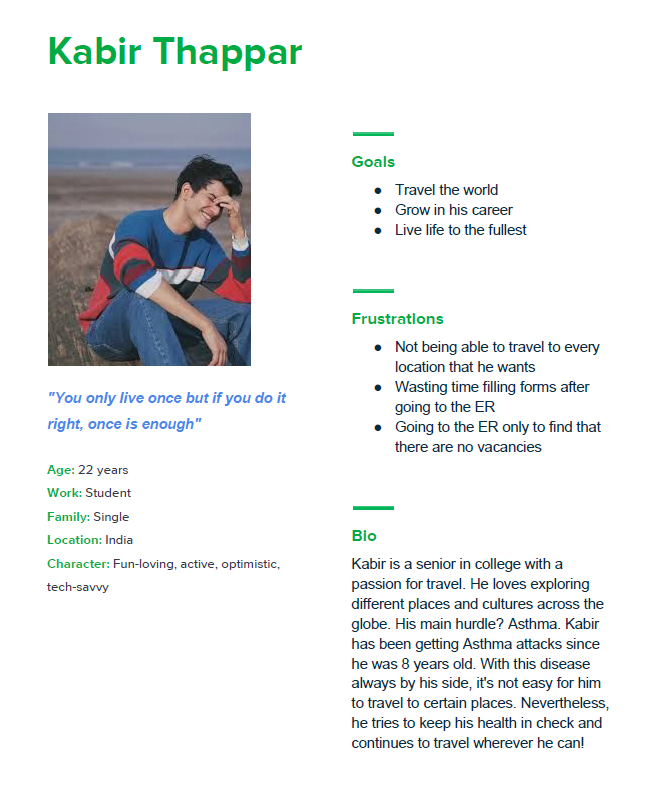 Kabir Thappar
"You only live once but if you do it
right, once is enough"
Age: 22 years
Work: Student
Family: Single
Location: India
Character: Fun-loving, active, optimistic,
tech-savvy
Goals
● Travel the world
● Grow in his career
● Live life to the fullest
Frustrations
● Not being able to travel to every
location that he wants
● Wasting time filling forms after
going to the ER
● Going to the ER only to find that
there are no vacancies
Bio
Kabir is a senior in college with a
passion for travel. He loves exploring
different places and cultures across the
globe. His main hurdle? Asthma. Kabir
has been getting Asthma attacks since
he was 8 years old. With this disease
always by his side, it's not easy for him
to travel to certain places. Nevertheless,
he tries to keep his health in check and
continues to travel wherever he can!